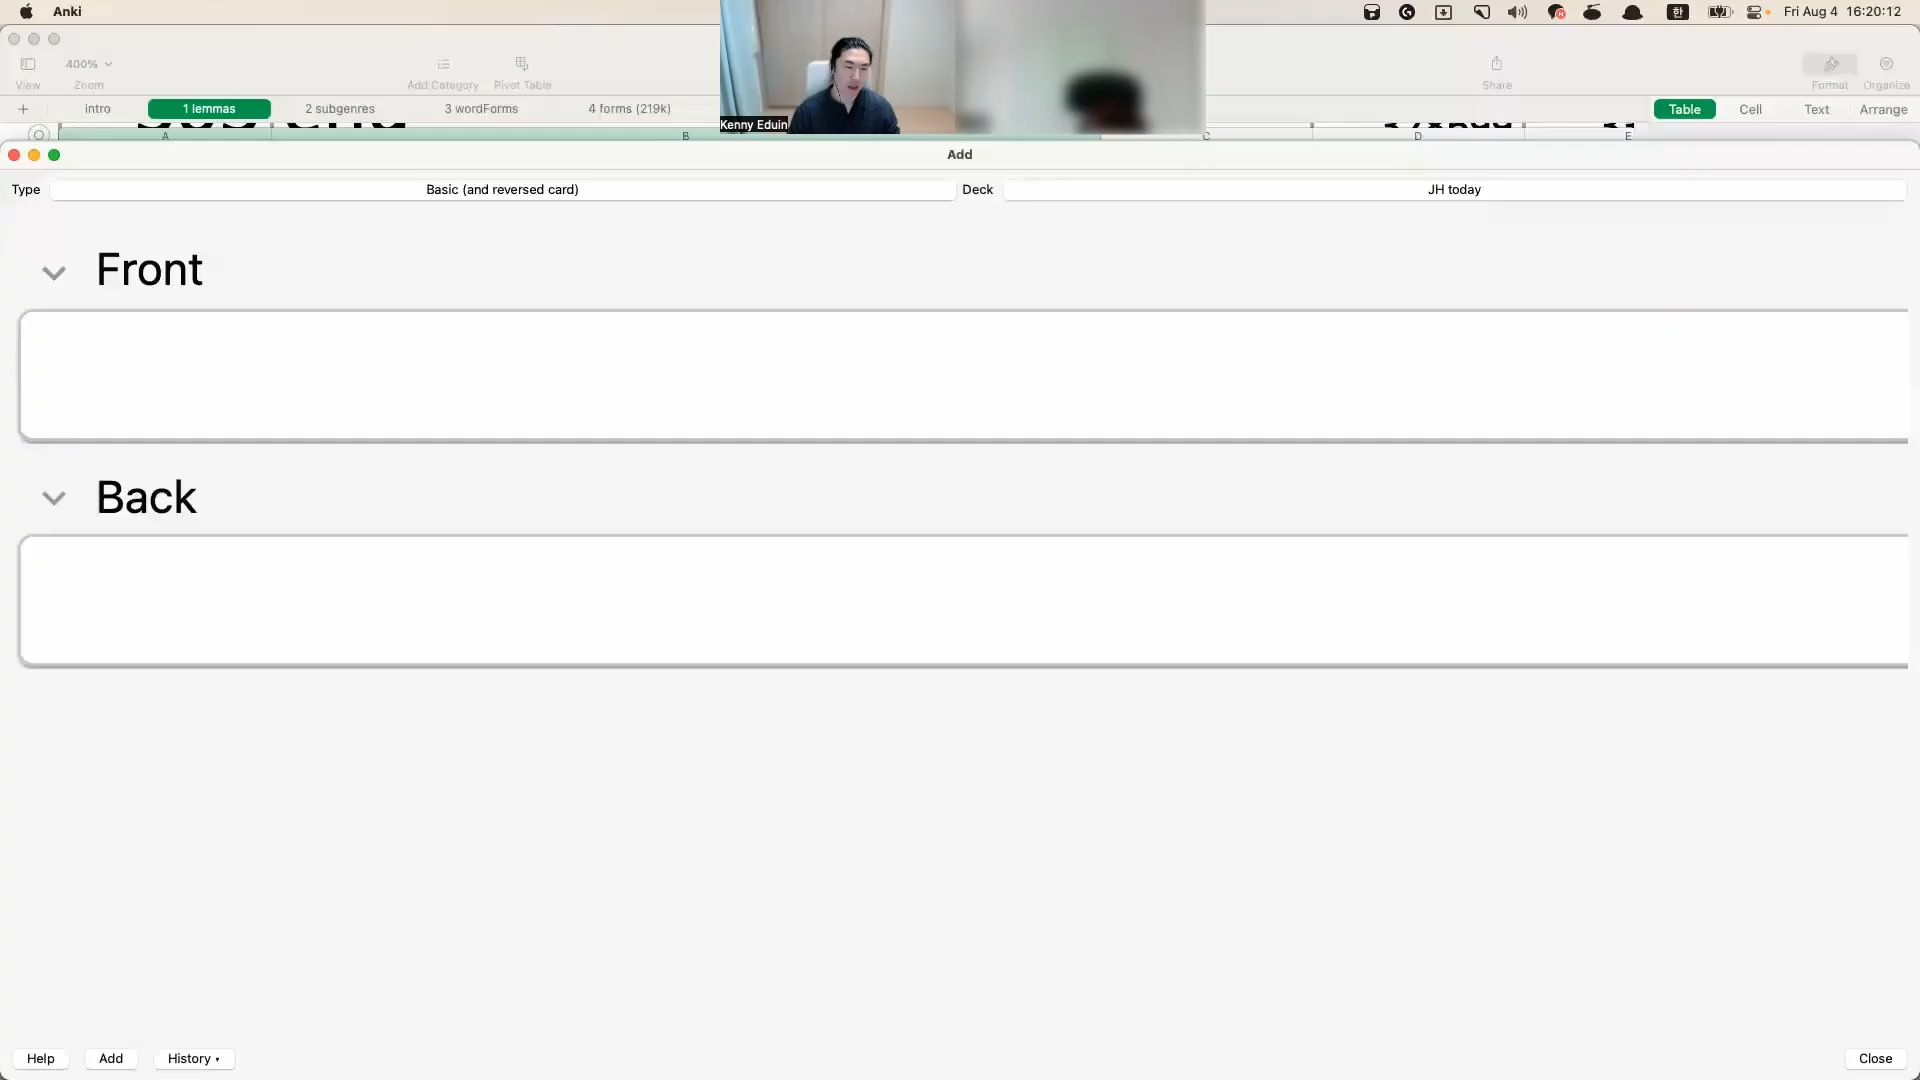 Anki
한
Fri Aug 4 16:20:12
400%
View
Zoom
Add Category
Pivot Table
Share
Format
Organize
intro
1 lemmas
2 subgenres
3 wordForms
4 forms (219k)
Table
Cell
Text
Arrange
Kenny Eduin
A
B
C
D
E
Add
Type
Basic (and reversed card)
Deck
JH today
Front
Back
Help
Add
History
Close